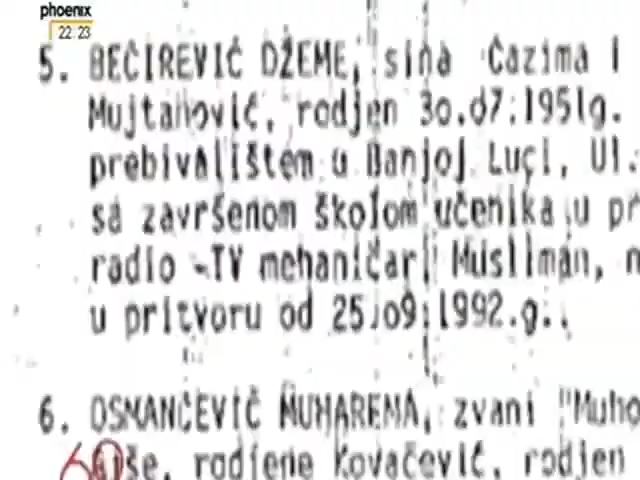 phoenix
22:23
5. BEĆIREVIĆ DŽEME, sina Ćazima i
Mujtanović, rodjen 30.07.1951g.
prebivalištem u Banjoj Luci, Ul.
sa završenom školom učenika u pr
radio -TV mehaničar, Musliman, n
u pritvoru od 25.o9.1992.g..
6. OSMANČEVIĆ MUHAREMA, zvani "Muho
še, rodjene Kovačević, rodjen